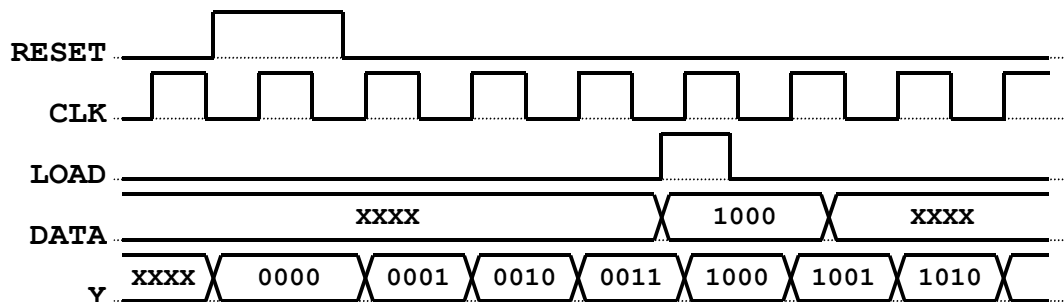 RESET
CLK
LOAD
DATA XXXX 1000 XXXX
Y XXXX 0000 0001 0010 0011 1000 1001 1010